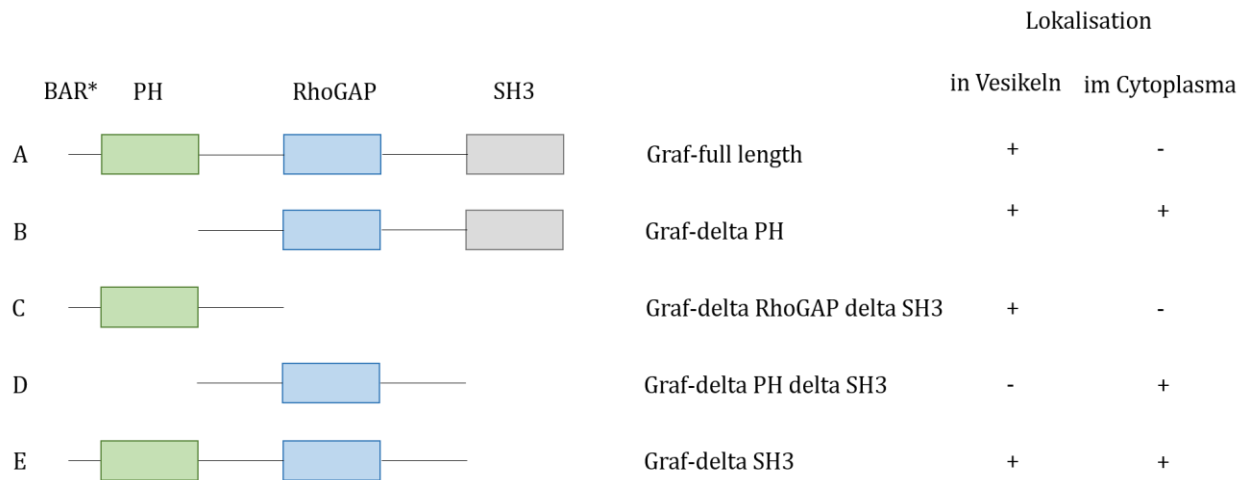 Lokalisation
BAR* PH RhoGAP SH3 in Vesikeln im Cytoplasma
A Graf-full length + -
B Graf-delta PH + +
C Graf-delta RhoGAP delta SH3 + -
D Graf-delta PH delta SH3 - +
E Graf-delta SH3 + +